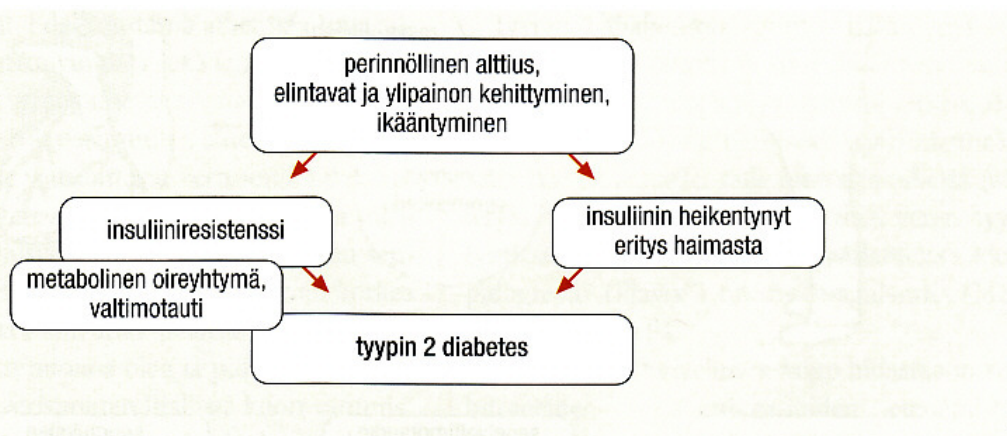 perinnöllinen alttius,
elintavat ja ylipainon kehittyminen,
ikääntyminen
insuliiniresistenssi
insuliinin heikentynyt
eritys haimasta
metabolinen oireyhtymä,
valtimotauti
tyypin 2 diabetes